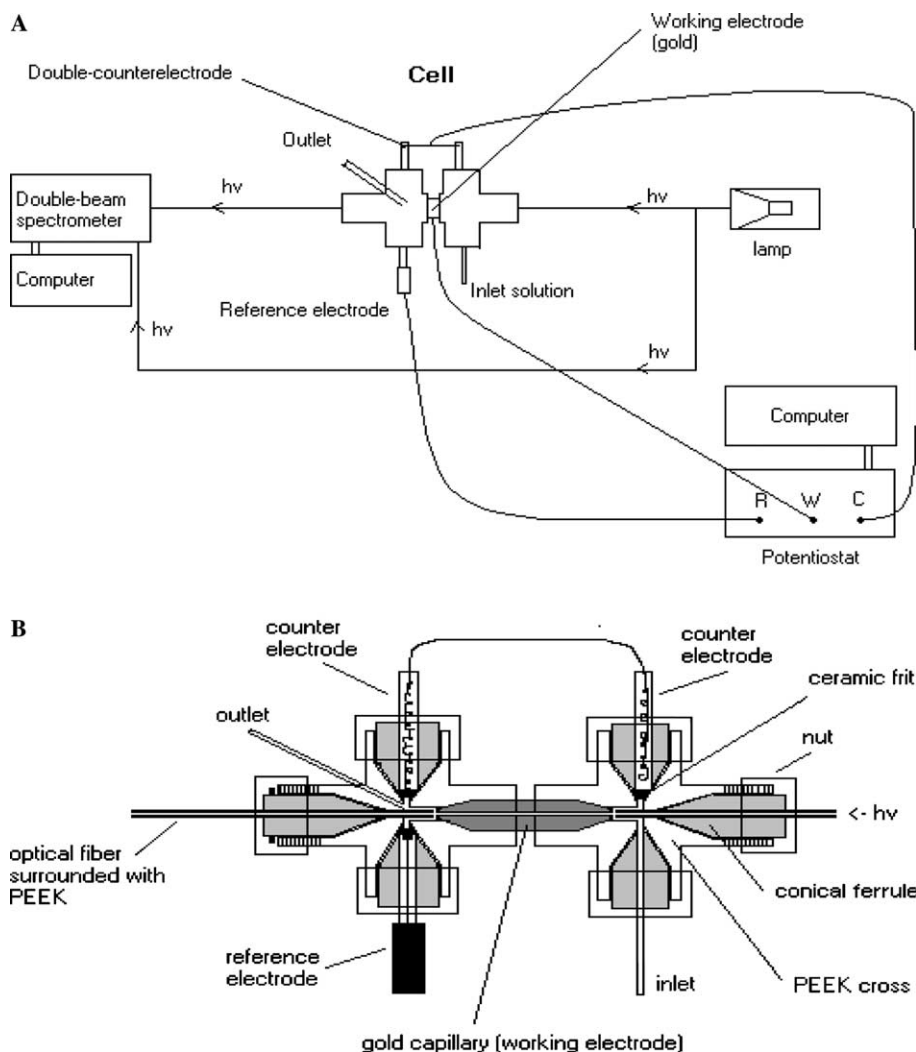 A
Working electrode
(gold)
Double-counterelectrode
Cell
Outlet
Double-beam
spectrometer
hv
hv
lamp
Computer
Inlet solution
Reference electrode
hv
hv
Computer
R W C
Potentiostat
B
counter
electrode
counter
electrode
ceramic frit
outlet
nut
<- hv
optical fiber
surrounded with
PEEK
conical ferrule
reference
electrode
inlet
PEEK cross
gold capillary (working electrode)